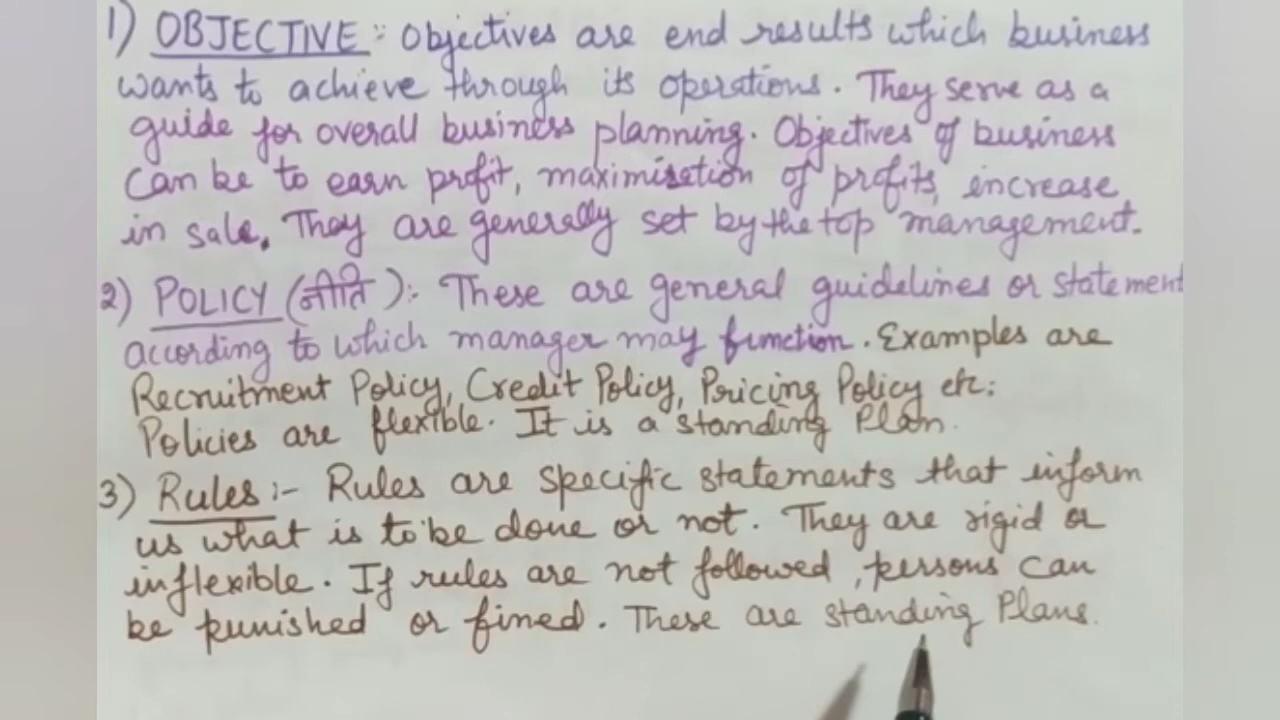 1) OBJECTIVE : Objectives are end results which business
wants to achieve through its operations. They serve as a
guide for overall business planning. Objectives of business
can be to earn profit, maximisation of profits, increase
in sale. They are generally set by the top management.
2) POLICY (नीति ):- These are general guidelines or statement
according to which manager may function. Examples are
Recruitment Policy, Credit Policy, Pricing Policy etc:
Policies are flexible. It is a standing Plan.
3) Rules :- Rules are specific statements that inform
us what is to be done or not. They are rigid or
inflexible. If rules are not followed, persons can
be punished or fined. These are standing Plans.